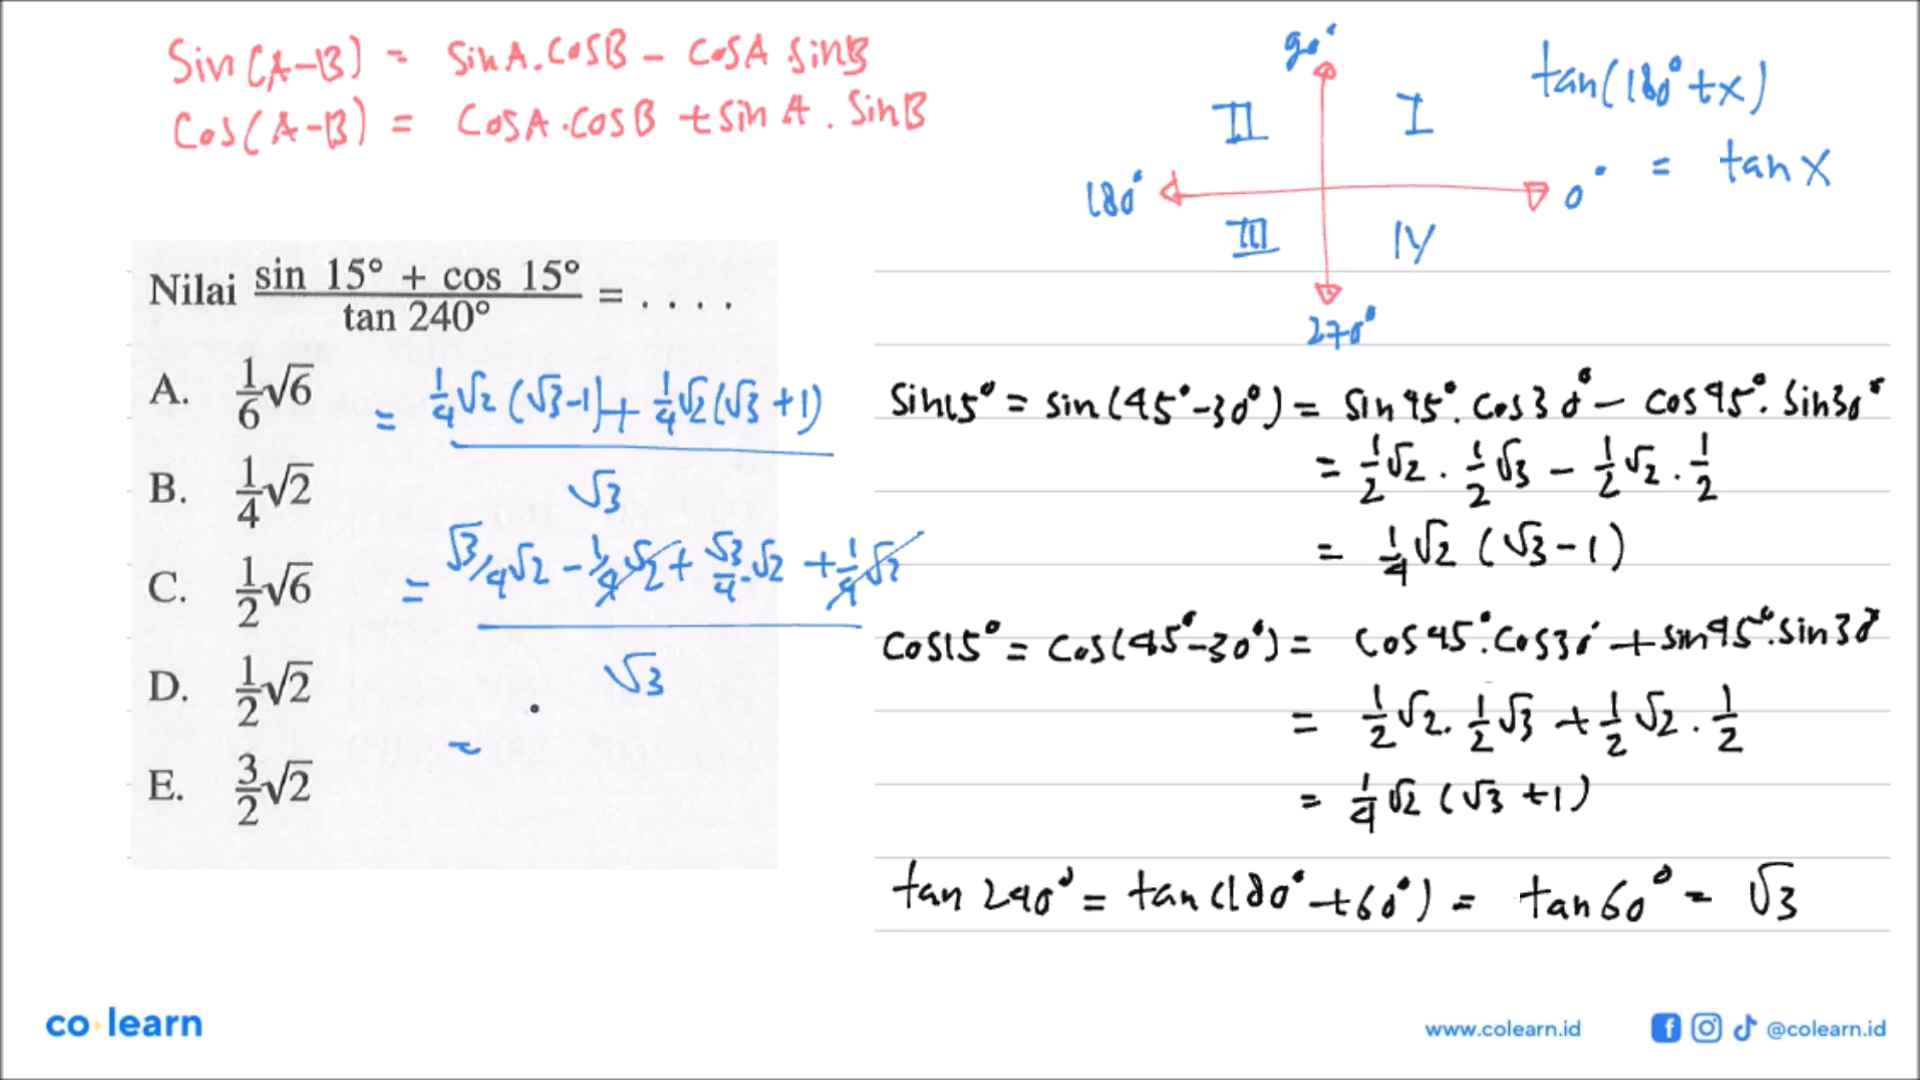 Sin(A-B) = sin A. cos B - cos A sin B
Cos(A-B) = cos A. cos B + sin A. sin B
90°
II
I
180°
0°
III
IV
270°
tan(180°+x)
= tan x
Nilai (sin 15° + cos 15°)/(tan 240°) = ....
A. 1/6 √6
B. 1/4 √2
C. 1/2 √6
D. 1/2 √2
E. 3/2 √2
= (1/4 √2 (√3-1) + 1/4 √2 (√3+1))/√3
= (√3/4 √2 - 1/4 √2 + √3/4 . √2 + 1/4 √2)/√3
=
sin15° = sin(45°-30°) = sin 45°. cos 30° - cos 45°. sin 30°
= 1/2 √2 . 1/2 √3 - 1/2 √2 . 1/2
= 1/4 √2 (√3-1)
cos15° = cos(45°-30°) = cos 45°. cos 30° + sin 45°. sin 30°
= 1/2 √2. 1/2 √3 + 1/2 √2 . 1/2
= 1/4 √2 (√3+1)
tan 240° = tan(180°+60°) = tan 60° = √3
co learn
www.colearn.id
@colearn.id